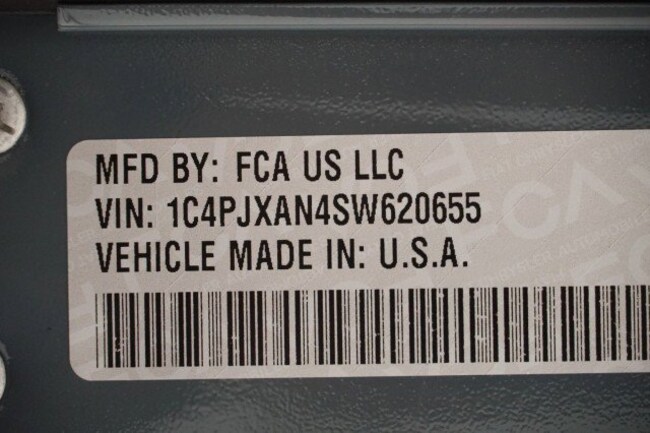 MFD BY: FCA US LLC
VIN: 1C4PJXAN4SW620655
VEHICLE MADE IN: U.S.A.